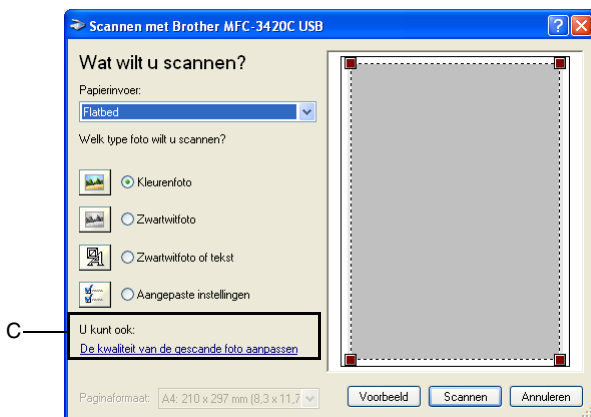 Scannen met Brother MFC-3420C USB
Wat wilt u scannen?
Papierinvoer:
Flatbed
Welk type foto wilt u scannen?
Kleurenfoto
Zwartwitfoto
Zwartwitfoto of tekst
Aangepaste instellingen
C
U kunt ook:
De kwaliteit van de gescande foto aanpassen
Paginaformaat: A4: 210 x 297 mm (8,3 x 11,7
Voorbeeld Scannen Annuleren